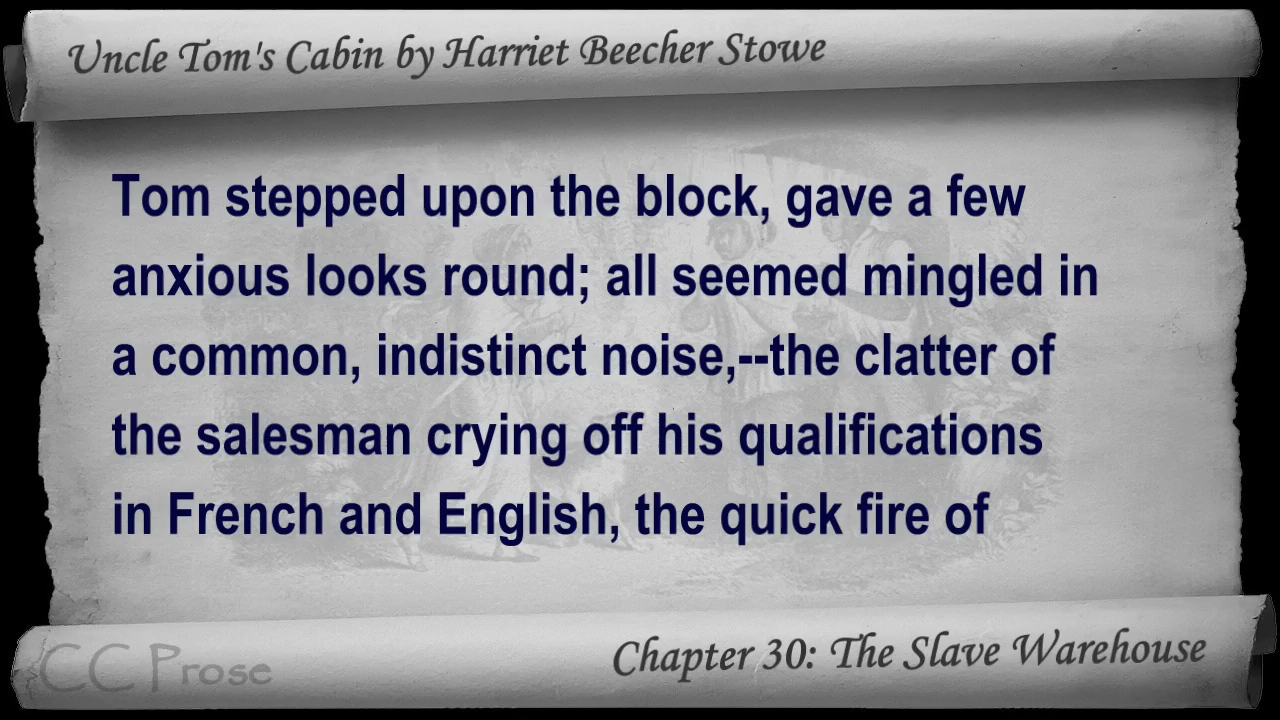 Uncle Tom's Cabin by Harriet Beecher Stowe
Tom stepped upon the block, gave a few
anxious looks round; all seemed mingled in
a common, indistinct noise,--the clatter of
the salesman crying off his qualifications
in French and English, the quick fire of
Chapter 30: The Slave Warehouse
CC Prose